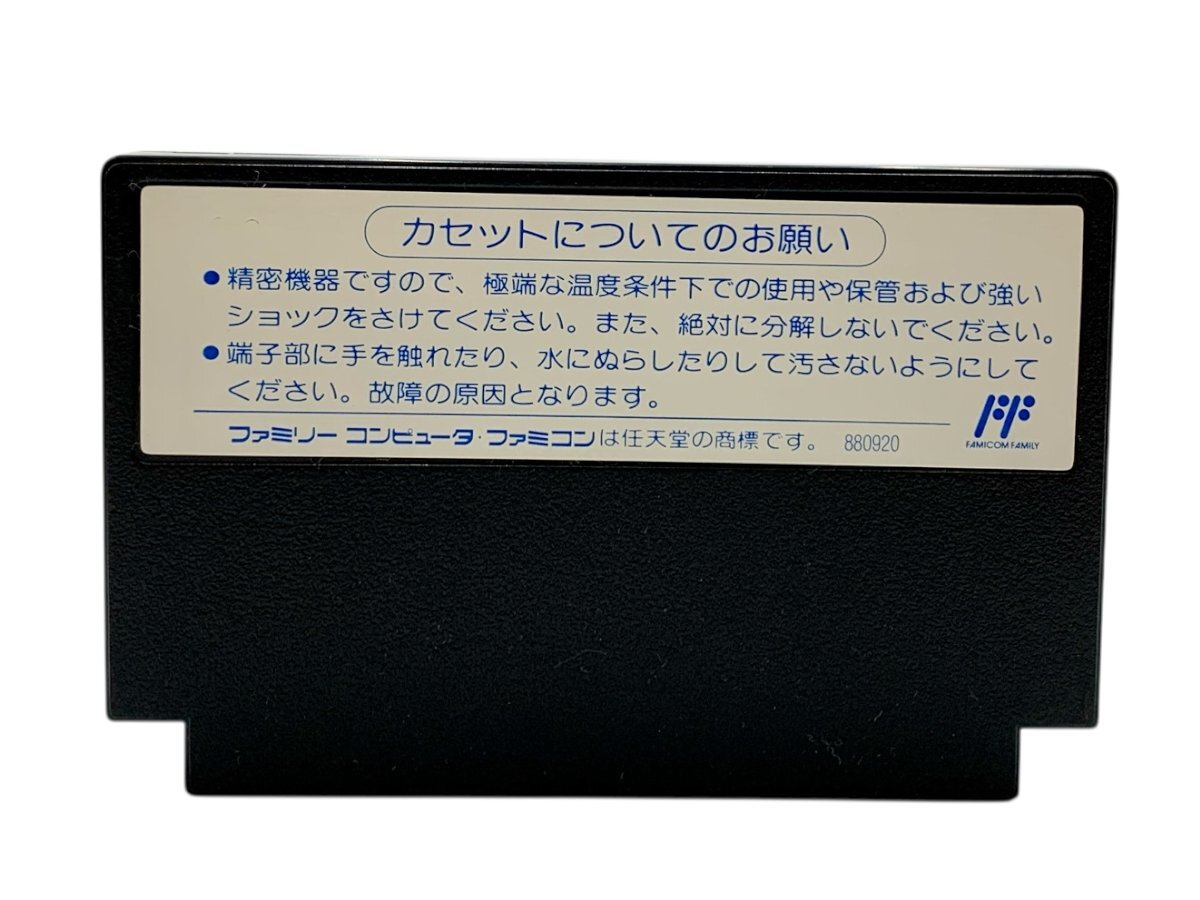 カセットについてのお願い
●精密機器ですので、極端な温度条件下での使用や保管および強い
ショックをさけてください。また、絶対に分解しないでください。
●端子部に手を触れたり、水にぬらしたりして汚さないようにして
ください。故障の原因となります。
FF
FAMICOM FAMILY
ファミリーコンピュータ・ファミコンは任天堂の商標です。 880920